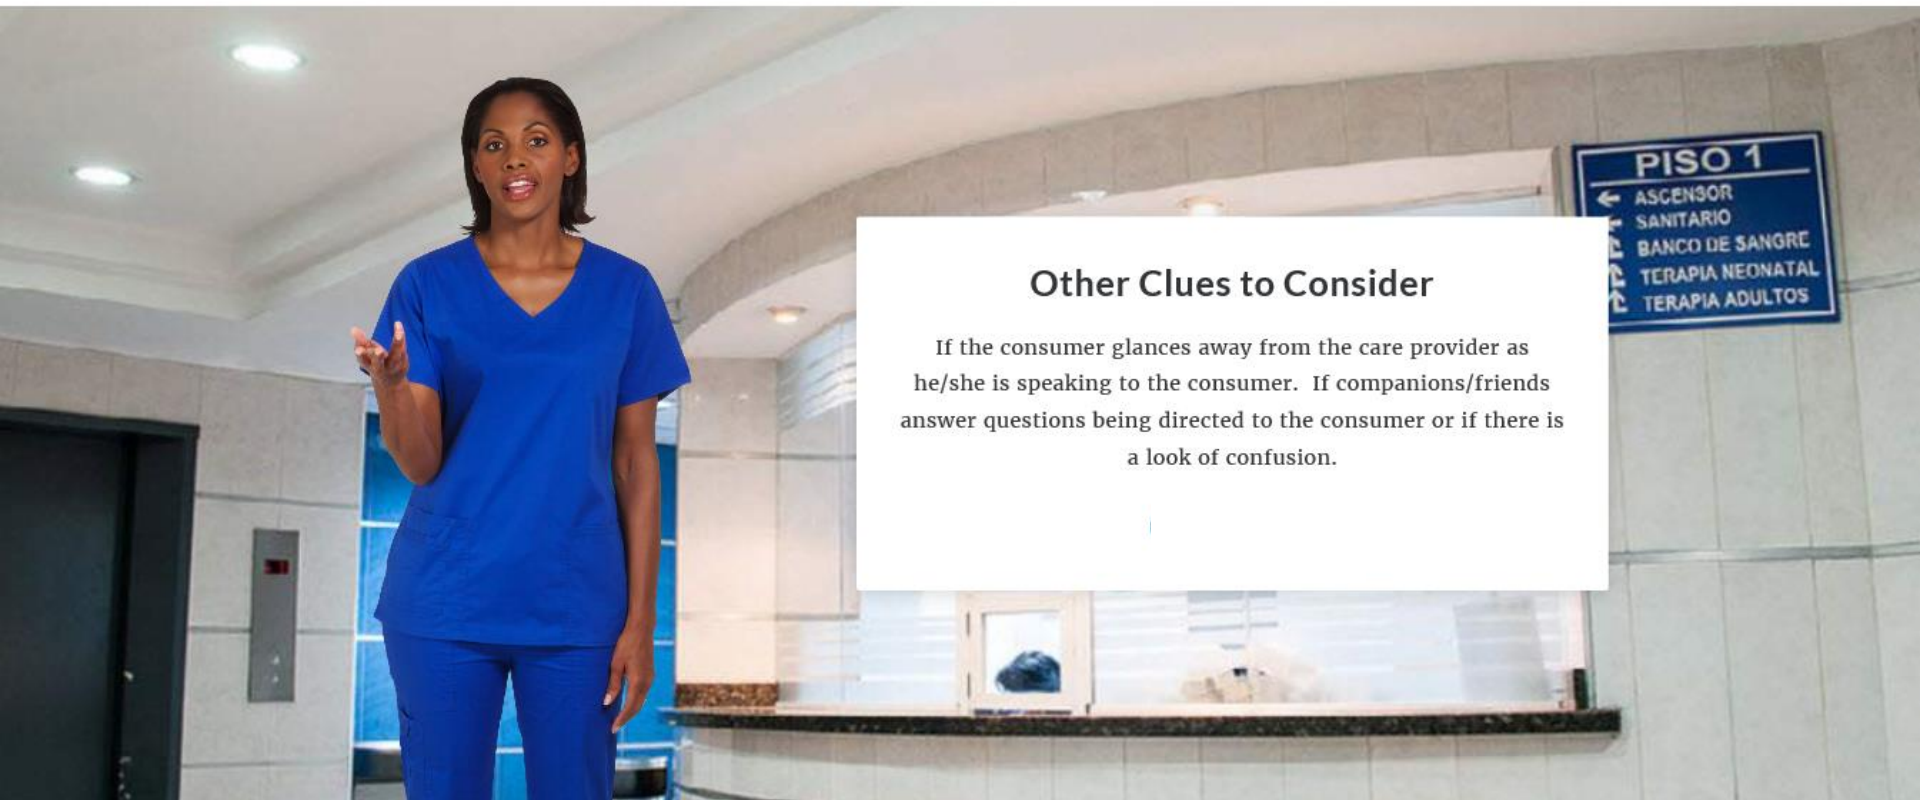 PISO 1
ASCENSOR
SANITARIO
BANCO DE SANGRE
TERAPIA NEONATAL
TERAPIA ADULTOS
Other Clues to Consider
If the consumer glances away from the care provider as
he/she is speaking to the consumer.  If companions/friends
answer questions being directed to the consumer or if there is
a look of confusion.